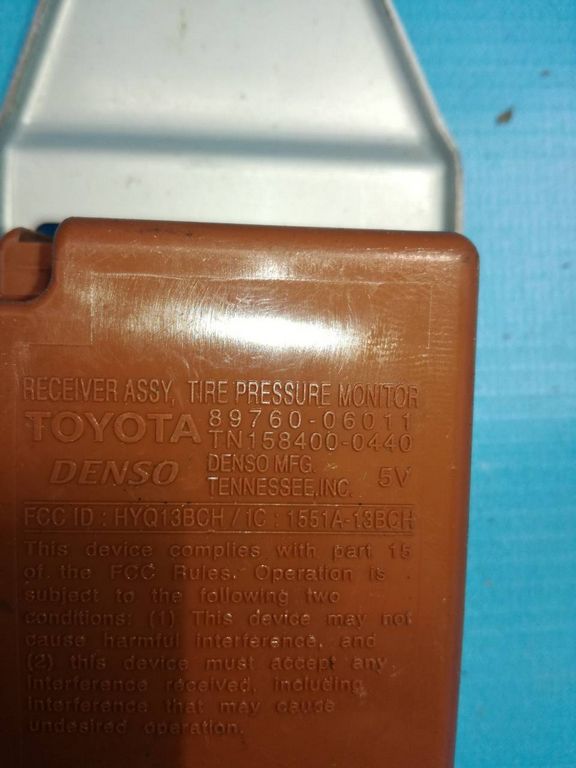 RECEIVER ASSY, TIRE PRESSURE MONITOR
TOYOTA 89760-06011
TN158400-0440
DENSO DENSO MFG.
TENNESSEE,INC. 5V
FCC ID : HYQ13BCH / 1C : 1551A-13BCH
This device complies with part 15
of the FCC Rules. Operation is
subject to the following two
conditions: (1) This device may not
cause harmful interference, and
(2) this device must accept any
interference received, including
interference that may cause
undesired operation.